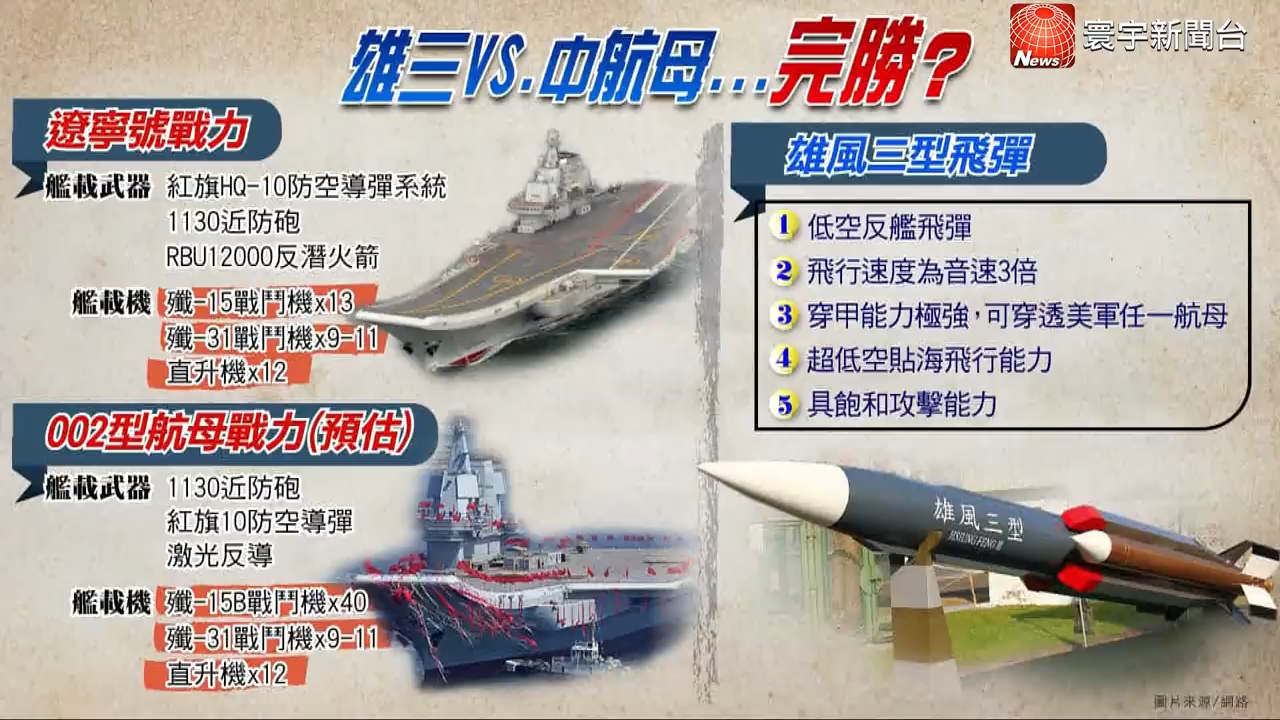 雄三VS.中航母...完勝?
News 寰宇新聞台
遼寧號戰力
艦載武器 紅旗HQ-10防空導彈系統
1130近防砲
RBU12000反潛火箭
艦載機 殲-15戰鬥機x13
殲-31戰鬥機x9-11
直升機x12
002型航母戰力(預估)
艦載武器 1130近防砲
紅旗10防空導彈
激光反導
艦載機 殲-15B戰鬥機x40
殲-31戰鬥機x9-11
直升機x12
雄風三型飛彈
1 低空反艦飛彈
2 飛行速度為音速3倍
3 穿甲能力極強,可穿透美軍任一航母
4 超低空貼海飛行能力
5 具飽和攻擊能力
雄風三型
HSIUNG FENG III
圖片來源/網路